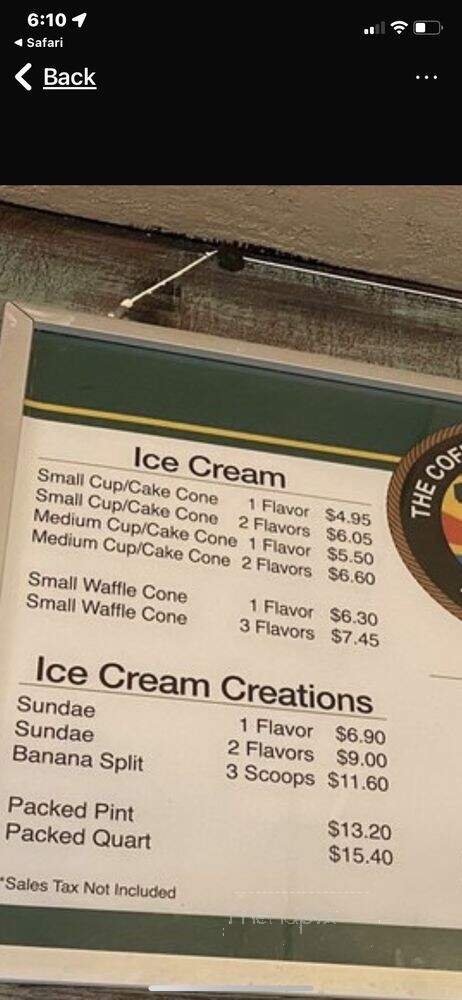 6:10
Safari
Back
THE COF
Ice Cream
Small Cup/Cake Cone 1 Flavor $4.95
Small Cup/Cake Cone 2 Flavors $6.05
Medium Cup/Cake Cone 1 Flavor $5.50
Medium Cup/Cake Cone 2 Flavors $6.60
Small Waffle Cone 1 Flavor $6.30
Small Waffle Cone 3 Flavors $7.45
Ice Cream Creations
Sundae 1 Flavor $6.90
Sundae 2 Flavors $9.00
Banana Split 3 Scoops $11.60
Packed Pint $13.20
Packed Quart $15.40
*Sales Tax Not Included